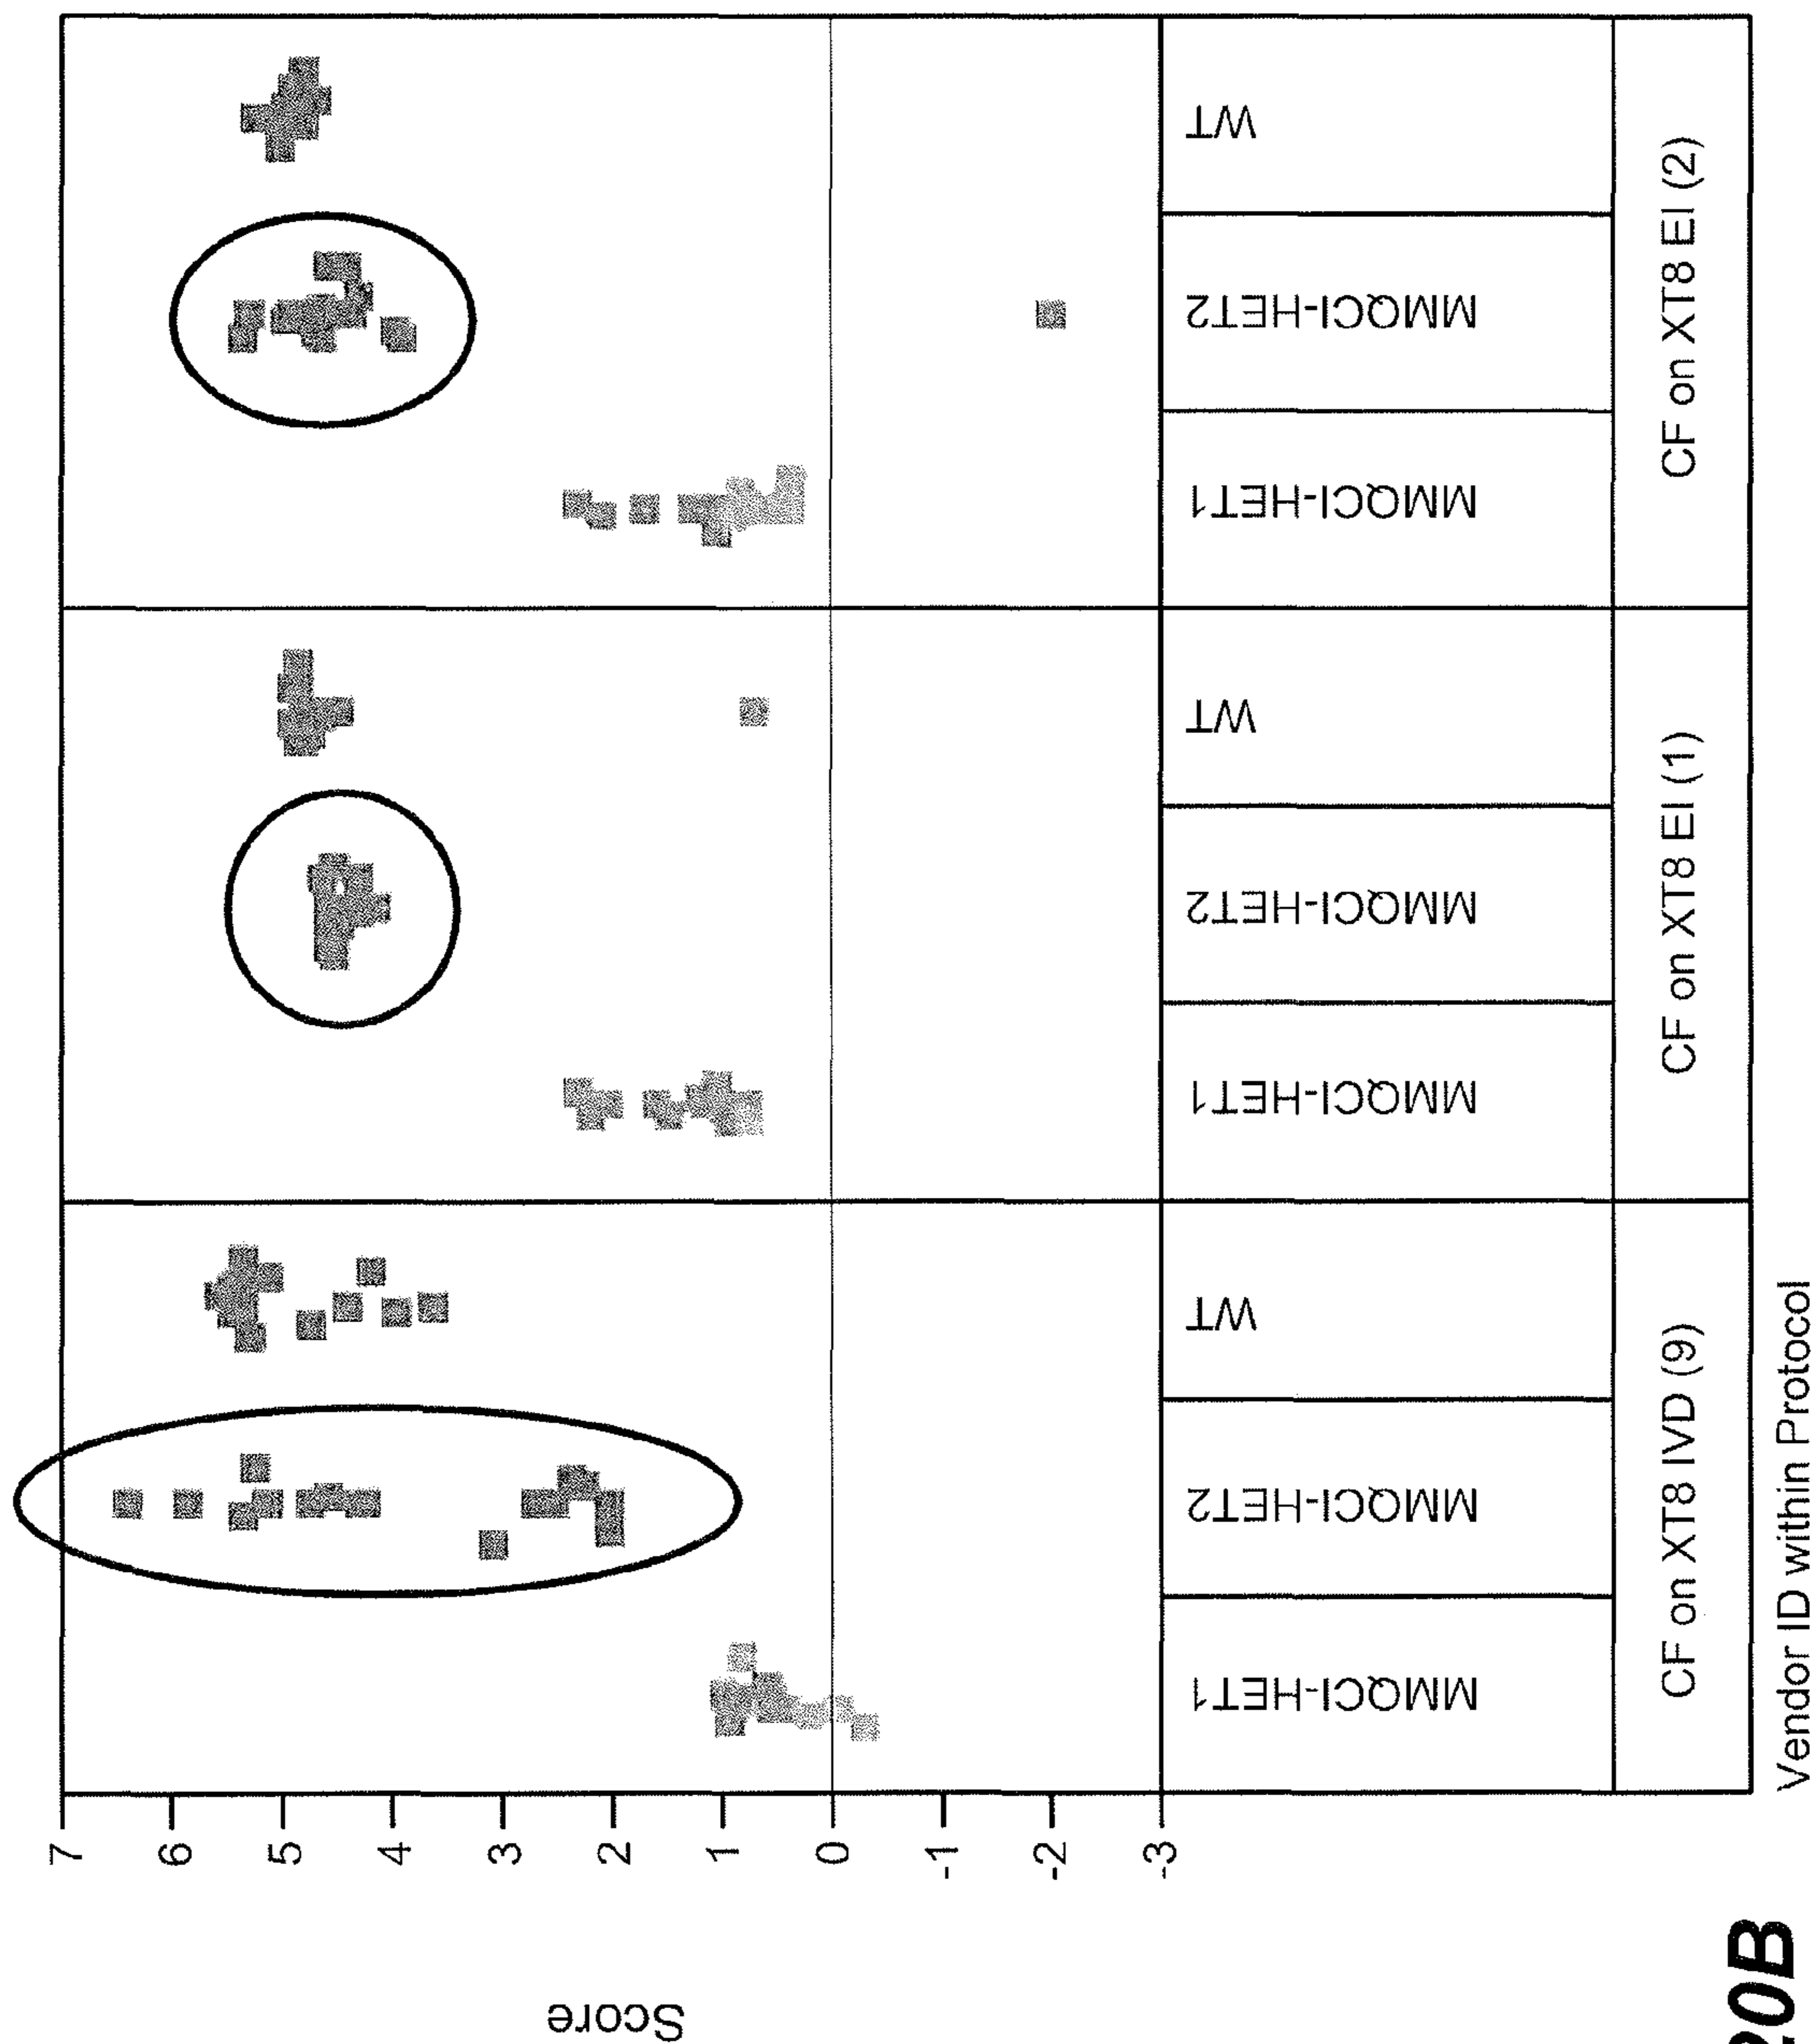 Score
7
6
5
4
3
2
1
0
-1
-2
-3
MMQCI-HET1
MMQCI-HET2
WT
MMQCI-HET1
MMQCI-HET2
WT
MMQCI-HET1
MMQCI-HET2
WT
CF on XT8 IVD (9)
CF on XT8 EI (1)
CF on XT8 EI (2)
Vendor ID within Protocol
20B